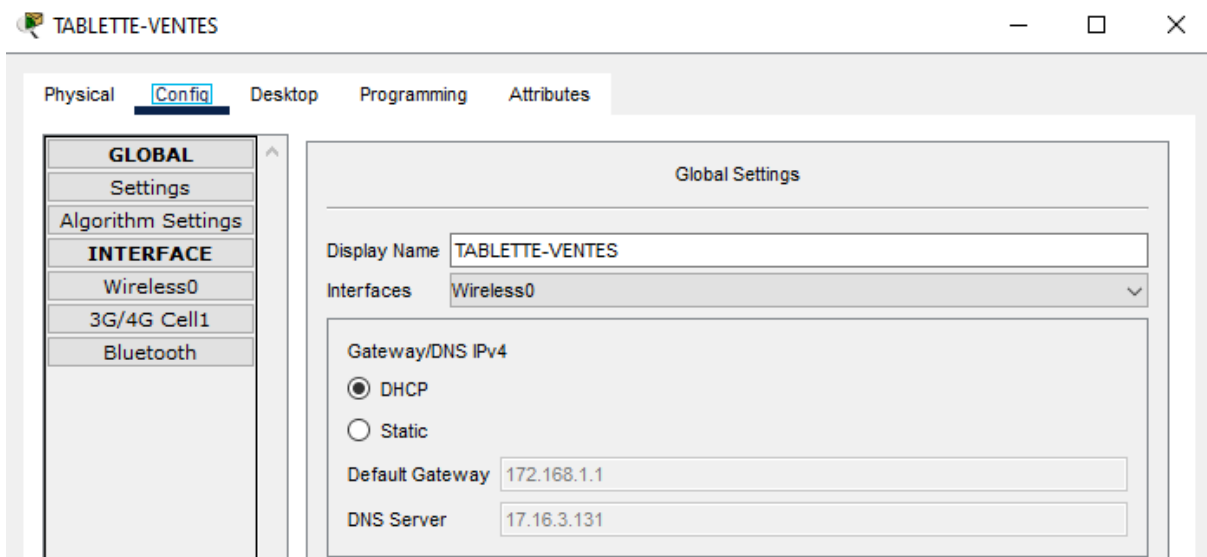 TABLETTE-VENTES
Physical Config Desktop Programming Attributes
GLOBAL
Settings
Algorithm Settings
INTERFACE
Wireless0
3G/4G Cell1
Bluetooth
Global Settings
Display Name TABLETTE-VENTES
Interfaces Wireless0
Gateway/DNS IPv4
DHCP
Static
Default Gateway 172.168.1.1
DNS Server 17.16.3.131